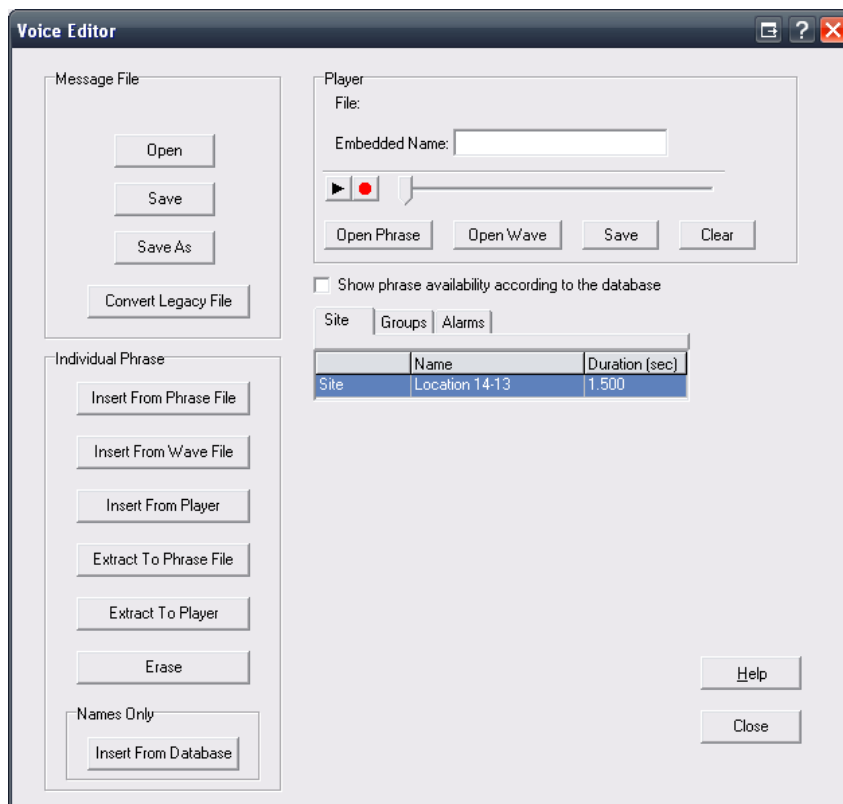 Voice Editor
Message File
Open
Save
Save As
Convert Legacy File
Individual Phrase
Insert From Phrase File
Insert From Wave File
Insert From Player
Extract To Phrase File
Extract To Player
Erase
Names Only
Insert From Database
Player
File:
Embedded Name:
Open Phrase Open Wave Save Clear
Show phrase availability according to the database
Site Groups Alarms
Name Duration (sec)
Site Location 14-13 1.500
Help
Close